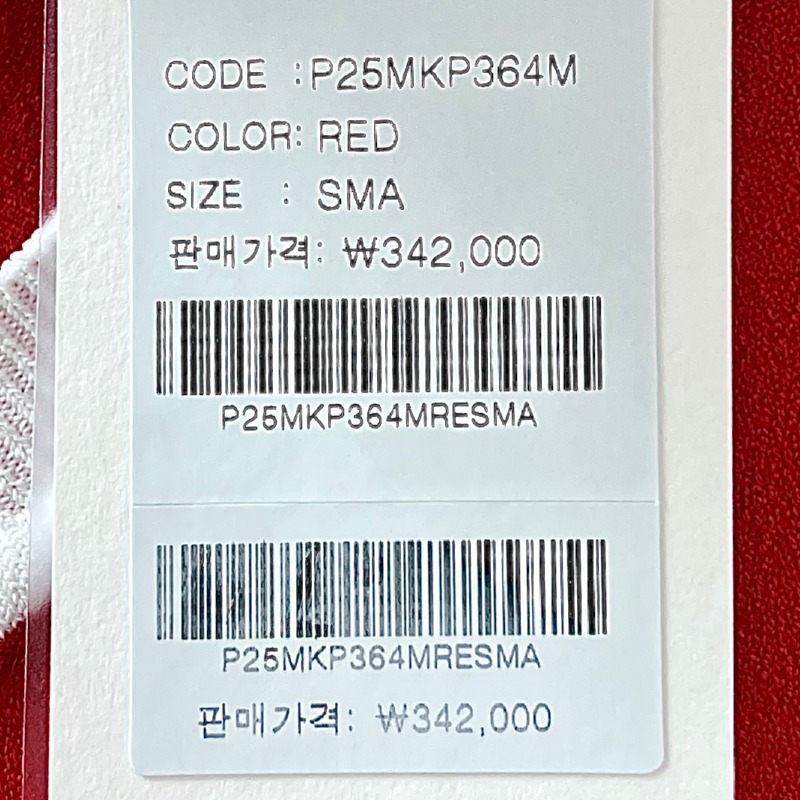 CODE :P25MKP364M
COLOR: RED
SIZE : SMA
판매가격: ₩342,000
P25MKP364MRESMA
P25MKP364MRESMA
판매가격: ₩342,000